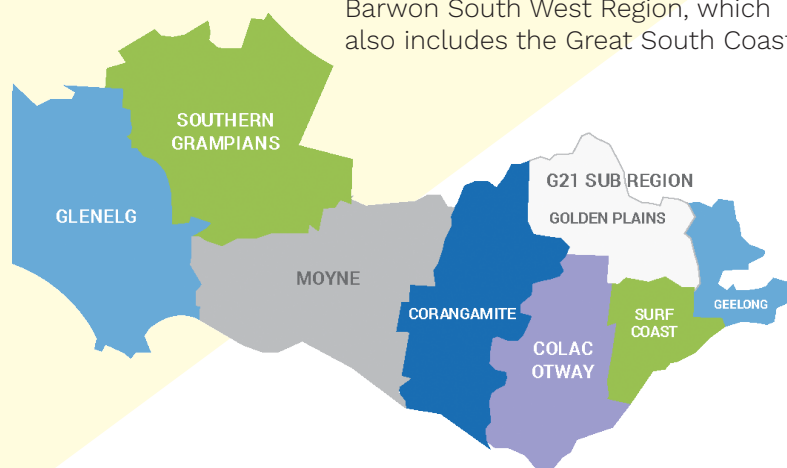 Barwon South West Region, which
also includes the Great South Coast
SOUTHERN
GRAMPIANS
GLENELG
MOYNE
CORANGAMITE
G21 SUB REGION
GOLDEN PLAINS
GEELONG
SURF
COAST
COLAC
OTWAY